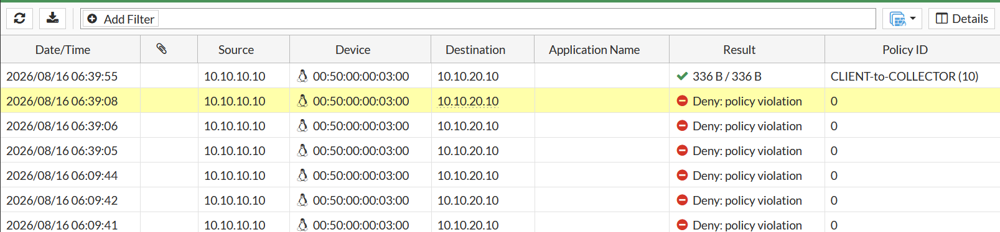 Add Filter Details
Date/Time Source Device Destination Application Name Result Policy ID
2026/08/16 06:39:55 10.10.10.10 00:50:00:00:03:00 10.10.20.10 336 B / 336 B CLIENT-to-COLLECTOR (10)
2026/08/16 06:39:08 10.10.10.10 00:50:00:00:03:00 10.10.20.10 Deny: policy violation 0
2026/08/16 06:39:06 10.10.10.10 00:50:00:00:03:00 10.10.20.10 Deny: policy violation 0
2026/08/16 06:39:05 10.10.10.10 00:50:00:00:03:00 10.10.20.10 Deny: policy violation 0
2026/08/16 06:09:44 10.10.10.10 00:50:00:00:03:00 10.10.20.10 Deny: policy violation 0
2026/08/16 06:09:42 10.10.10.10 00:50:00:00:03:00 10.10.20.10 Deny: policy violation 0
2026/08/16 06:09:41 10.10.10.10 00:50:00:00:03:00 10.10.20.10 Deny: policy violation 0